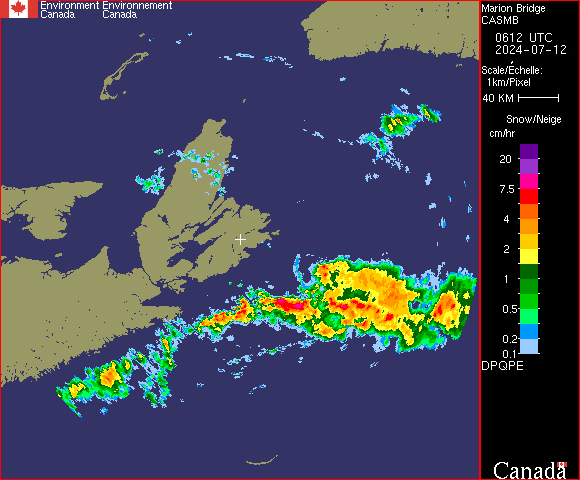 Environment Environnement
Canada Canada
Marion Bridge
CASMB
0612 UTC
2024-07-12
Scale/Échelle:
1km/Pixel
40 KM
Snow/Neige
cm/hr
20
7.5
4
2
1
0.5
0.2
0.1
DPQPE
Canada